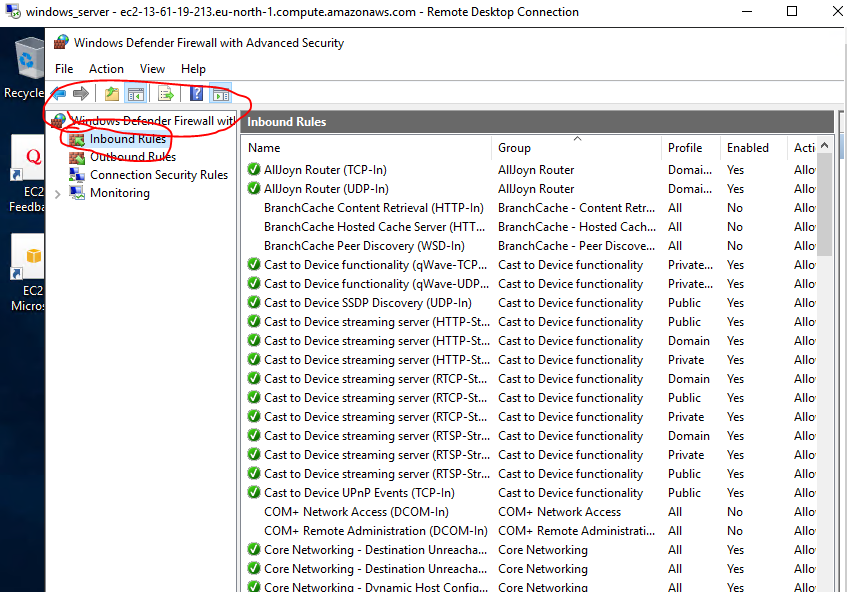 windows_server - ec2-13-61-19-213.eu-north-1.compute.amazonaws.com - Remote Desktop Connection
Windows Defender Firewall with Advanced Security
File Action View Help
Recycle
Q
EC2
Feedba
EC2
Micros
Windows Defender Firewall with
Inbound Rules
Outbound Rules
Connection Security Rules
Monitoring
Inbound Rules
Name Group Profile Enabled Acti
AllJoyn Router (TCP-In) AllJoyn Router Domai... Yes Allo
AllJoyn Router (UDP-In) AllJoyn Router Domai... Yes Allo
BranchCache Content Retrieval (HTTP-In) BranchCache - Content Retr... All No Allo
BranchCache Hosted Cache Server (HTT... BranchCache - Hosted Cach... All No Allo
BranchCache Peer Discovery (WSD-In) BranchCache - Peer Discove... All No Allo
Cast to Device functionality (qWave-TCP... Cast to Device functionality Private... Yes Allo
Cast to Device functionality (qWave-UDP... Cast to Device functionality Private... Yes Allo
Cast to Device SSDP Discovery (UDP-In) Cast to Device functionality Public Yes Allo
Cast to Device streaming server (HTTP-St... Cast to Device functionality Public Yes Allo
Cast to Device streaming server (HTTP-St... Cast to Device functionality Domain Yes Allo
Cast to Device streaming server (HTTP-St... Cast to Device functionality Private Yes Allo
Cast to Device streaming server (RTCP-St... Cast to Device functionality Domain Yes Allo
Cast to Device streaming server (RTCP-St... Cast to Device functionality Public Yes Allo
Cast to Device streaming server (RTCP-St... Cast to Device functionality Private Yes Allo
Cast to Device streaming server (RTSP-Str... Cast to Device functionality Domain Yes Allo
Cast to Device streaming server (RTSP-Str... Cast to Device functionality Private Yes Allo
Cast to Device streaming server (RTSP-Str... Cast to Device functionality Public Yes Allo
Cast to Device UPnP Events (TCP-In) Cast to Device functionality Public Yes Allo
COM+ Network Access (DCOM-In) COM+ Network Access All No Allo
COM+ Remote Administration (DCOM-In) COM+ Remote Administrati... All No Allo
Core Networking - Destination Unreacha... Core Networking All Yes Allo
Core Networking - Destination Unreacha... Core Networking All Yes Allo
Core Networking - Dynamic Host Config... Core Networking All Yes Allo